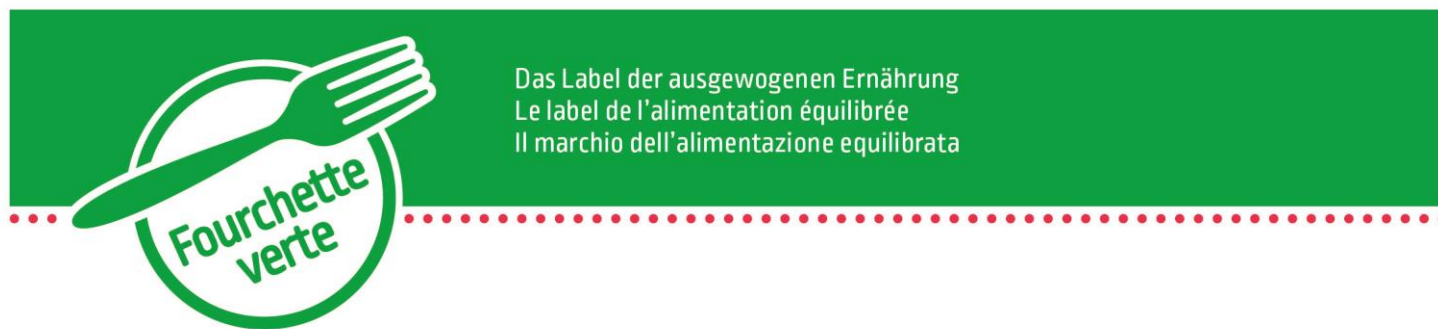 Das Label der ausgewogenen Ernährung
Le label de l'alimentation équilibrée
Il marchio dell'alimentazione equilibrata
Fourchette
verte